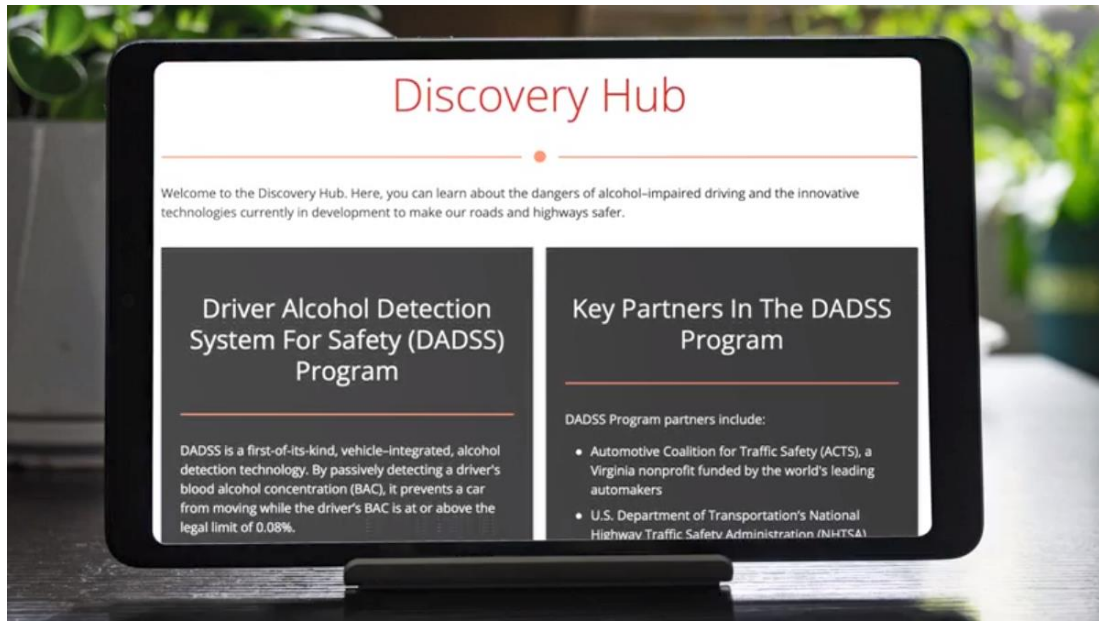 Discovery Hub
Welcome to the Discovery Hub. Here, you can learn about the dangers of alcohol–impaired driving and the innovative
technologies currently in development to make our roads and highways safer.
Driver Alcohol Detection
System For Safety (DADSS)
Program
DADSS is a first-of-its-kind, vehicle–integrated, alcohol
detection technology. By passively detecting a driver's
blood alcohol concentration (BAC), it prevents a car
from moving while the driver's BAC is at or above the
legal limit of 0.08%.
Key Partners In The DADSS
Program
DADSS Program partners include:
• Automotive Coalition for Traffic Safety (ACTS), a
Virginia nonprofit funded by the world's leading
automakers
• U.S. Department of Transportation's National
Highway Traffic Safety Administration (NHTSA)